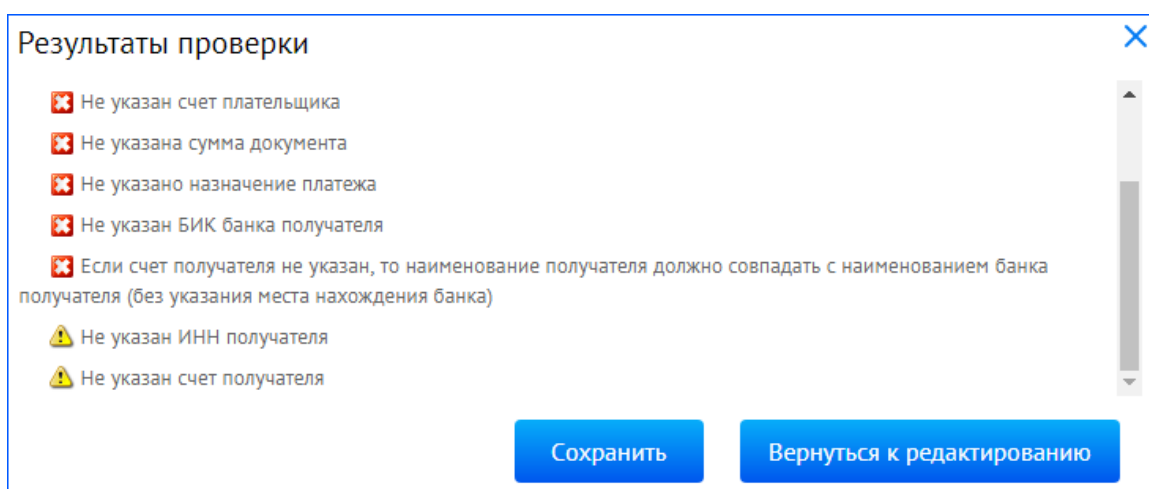 Результаты проверки
Не указан счет плательщика
Не указана сумма документа
Не указано назначение платежа
Не указан БИК банка получателя
Если счет получателя не указан, то наименование получателя должно совпадать с наименованием банка
получателя (без указания места нахождения банка)
Не указан ИНН получателя
Не указан счет получателя
Сохранить
Вернуться к редактированию